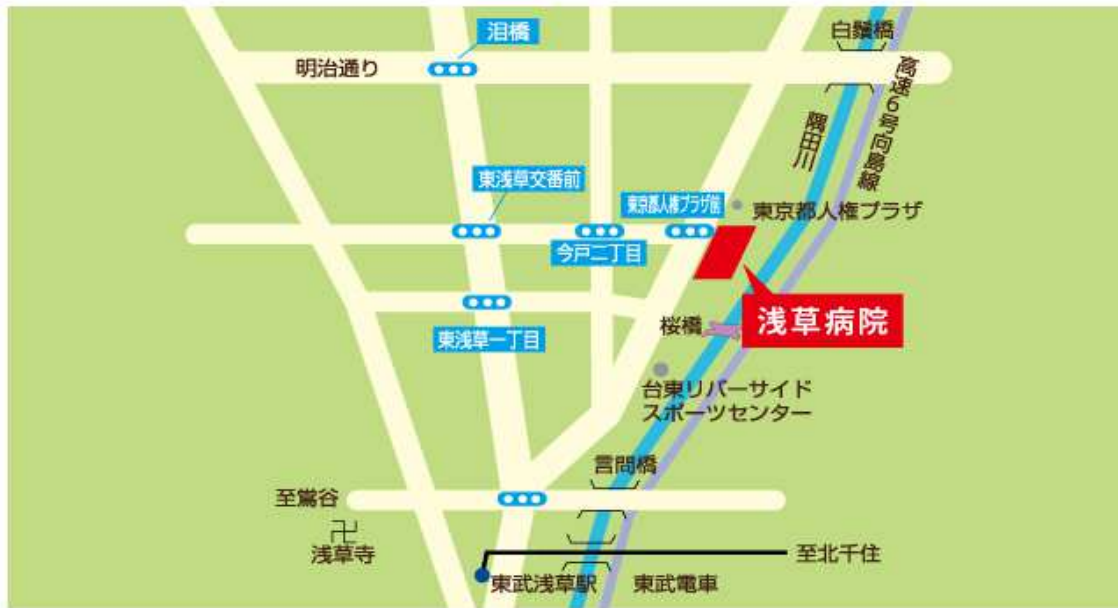 泪橋
白鬚橋
明治通り
高速6号向島線
隅田川
東浅草交番前
東京都人権プラザ前
東京都人権プラザ
今戸二丁目
浅草病院
桜橋
東浅草一丁目
台東リバーサイド
スポーツセンター
言問橋
至鶯谷
卍
浅草寺
至北千住
東武浅草駅
東武電車